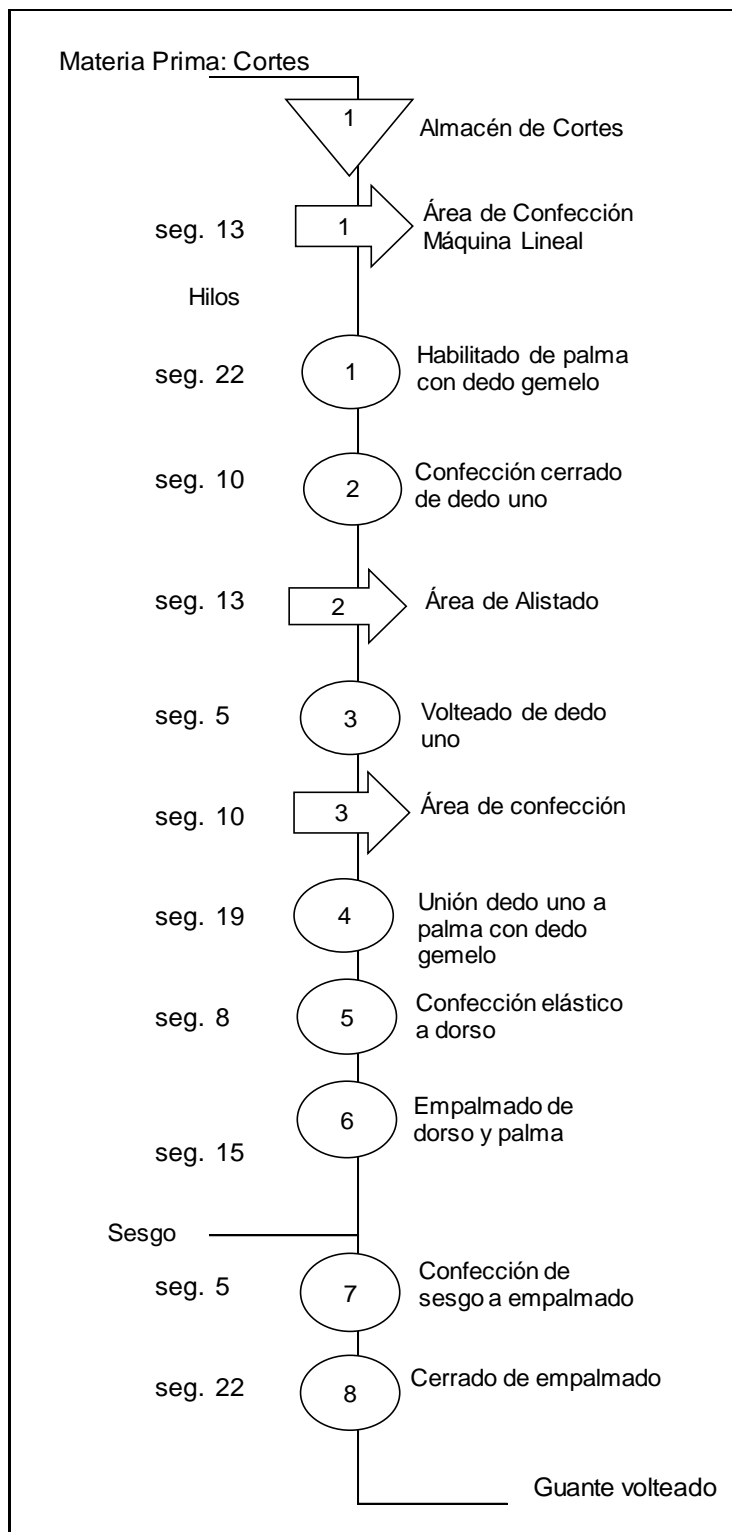 Materia Prima: Cortes
1
Almacén de Cortes
seg. 13
1
Área de Confección
Máquina Lineal
Hilos
seg. 22
1
Habilitado de palma
con dedo gemelo
seg. 10
2
Confección cerrado
de dedo uno
seg. 13
2
Área de Alistado
seg. 5
3
Volteado de dedo
uno
seg. 10
3
Área de confección
seg. 19
4
Unión dedo uno a
palma con dedo
gemelo
seg. 8
5
Confección elástico
a dorso
seg. 15
6
Empalmado de
dorso y palma
Sesgo
seg. 5
7
Confección de
sesgo a empalmado
seg. 22
8
Cerrado de empalmado
Guante volteado